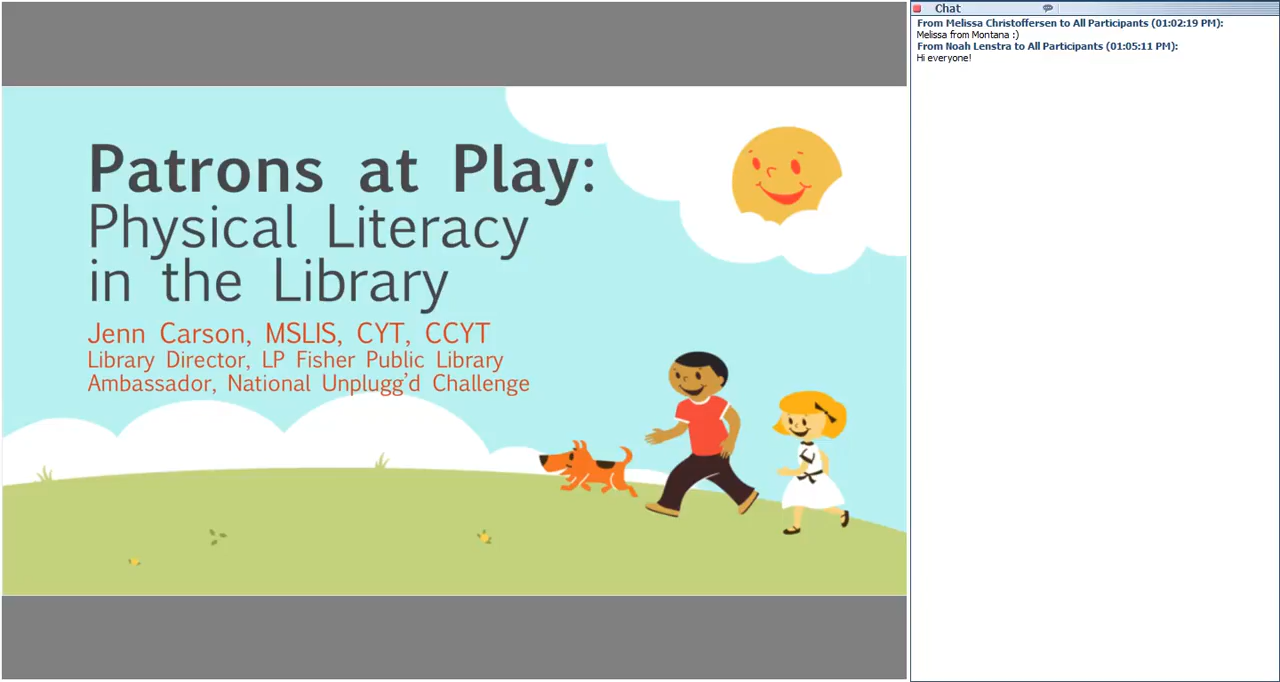 Patrons at Play:
Physical Literacy
in the Library
Jenn Carson, MSLIS, CYT, CCYT
Library Director, LP Fisher Public Library
Ambassador, National Unplugg'd Challenge
Chat
From Melissa Christoffersen to All Participants (01:02:19 PM):
Melissa from Montana :)
From Noah Lenstra to All Participants (01:05:11 PM):
Hi everyone!